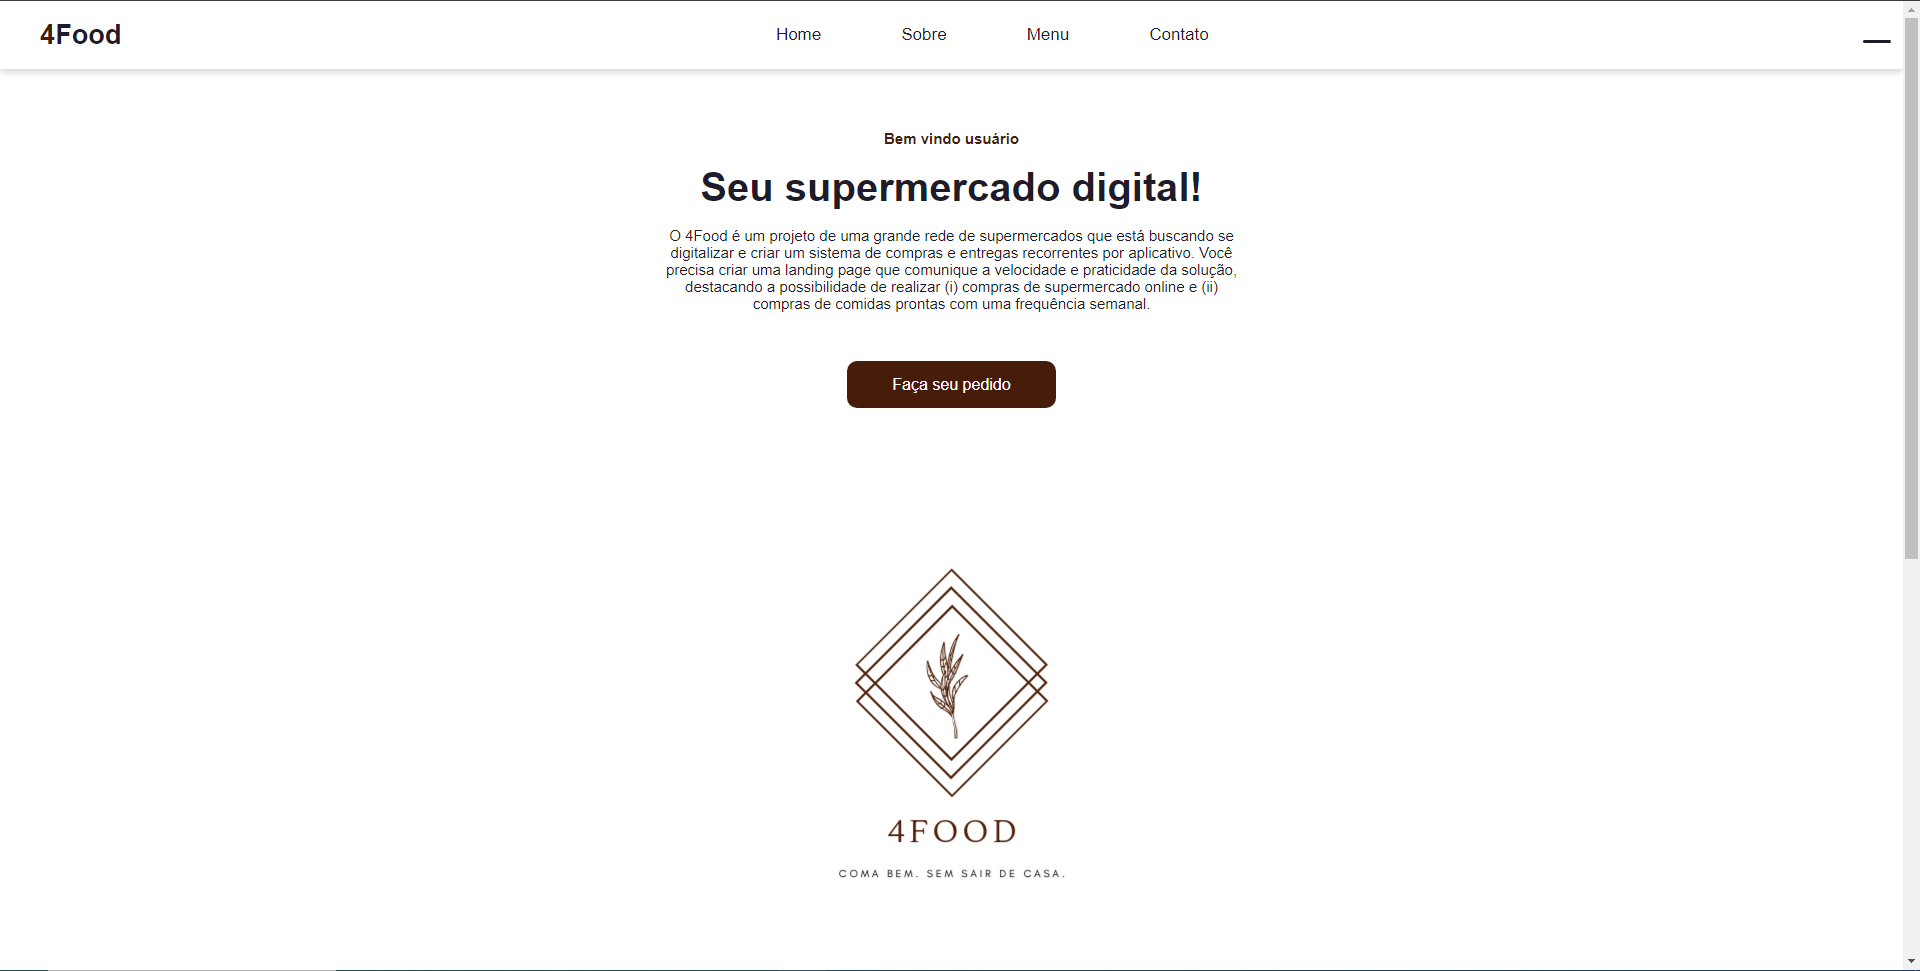 4Food
Home Sobre Menu Contato
Bem vindo usuário
Seu supermercado digital!
O 4Food é um projeto de uma grande rede de supermercados que está buscando se
digitalizar e criar um sistema de compras e entregas recorrentes por aplicativo. Você
precisa criar uma landing page que comunique a velocidade e praticidade da solução,
destacando a possibilidade de realizar (i) compras de supermercado online e (ii)
compras de comidas prontas com uma frequência semanal.
Faça seu pedido
4FOOD
COMA BEM. SEM SAIR DE CASA.